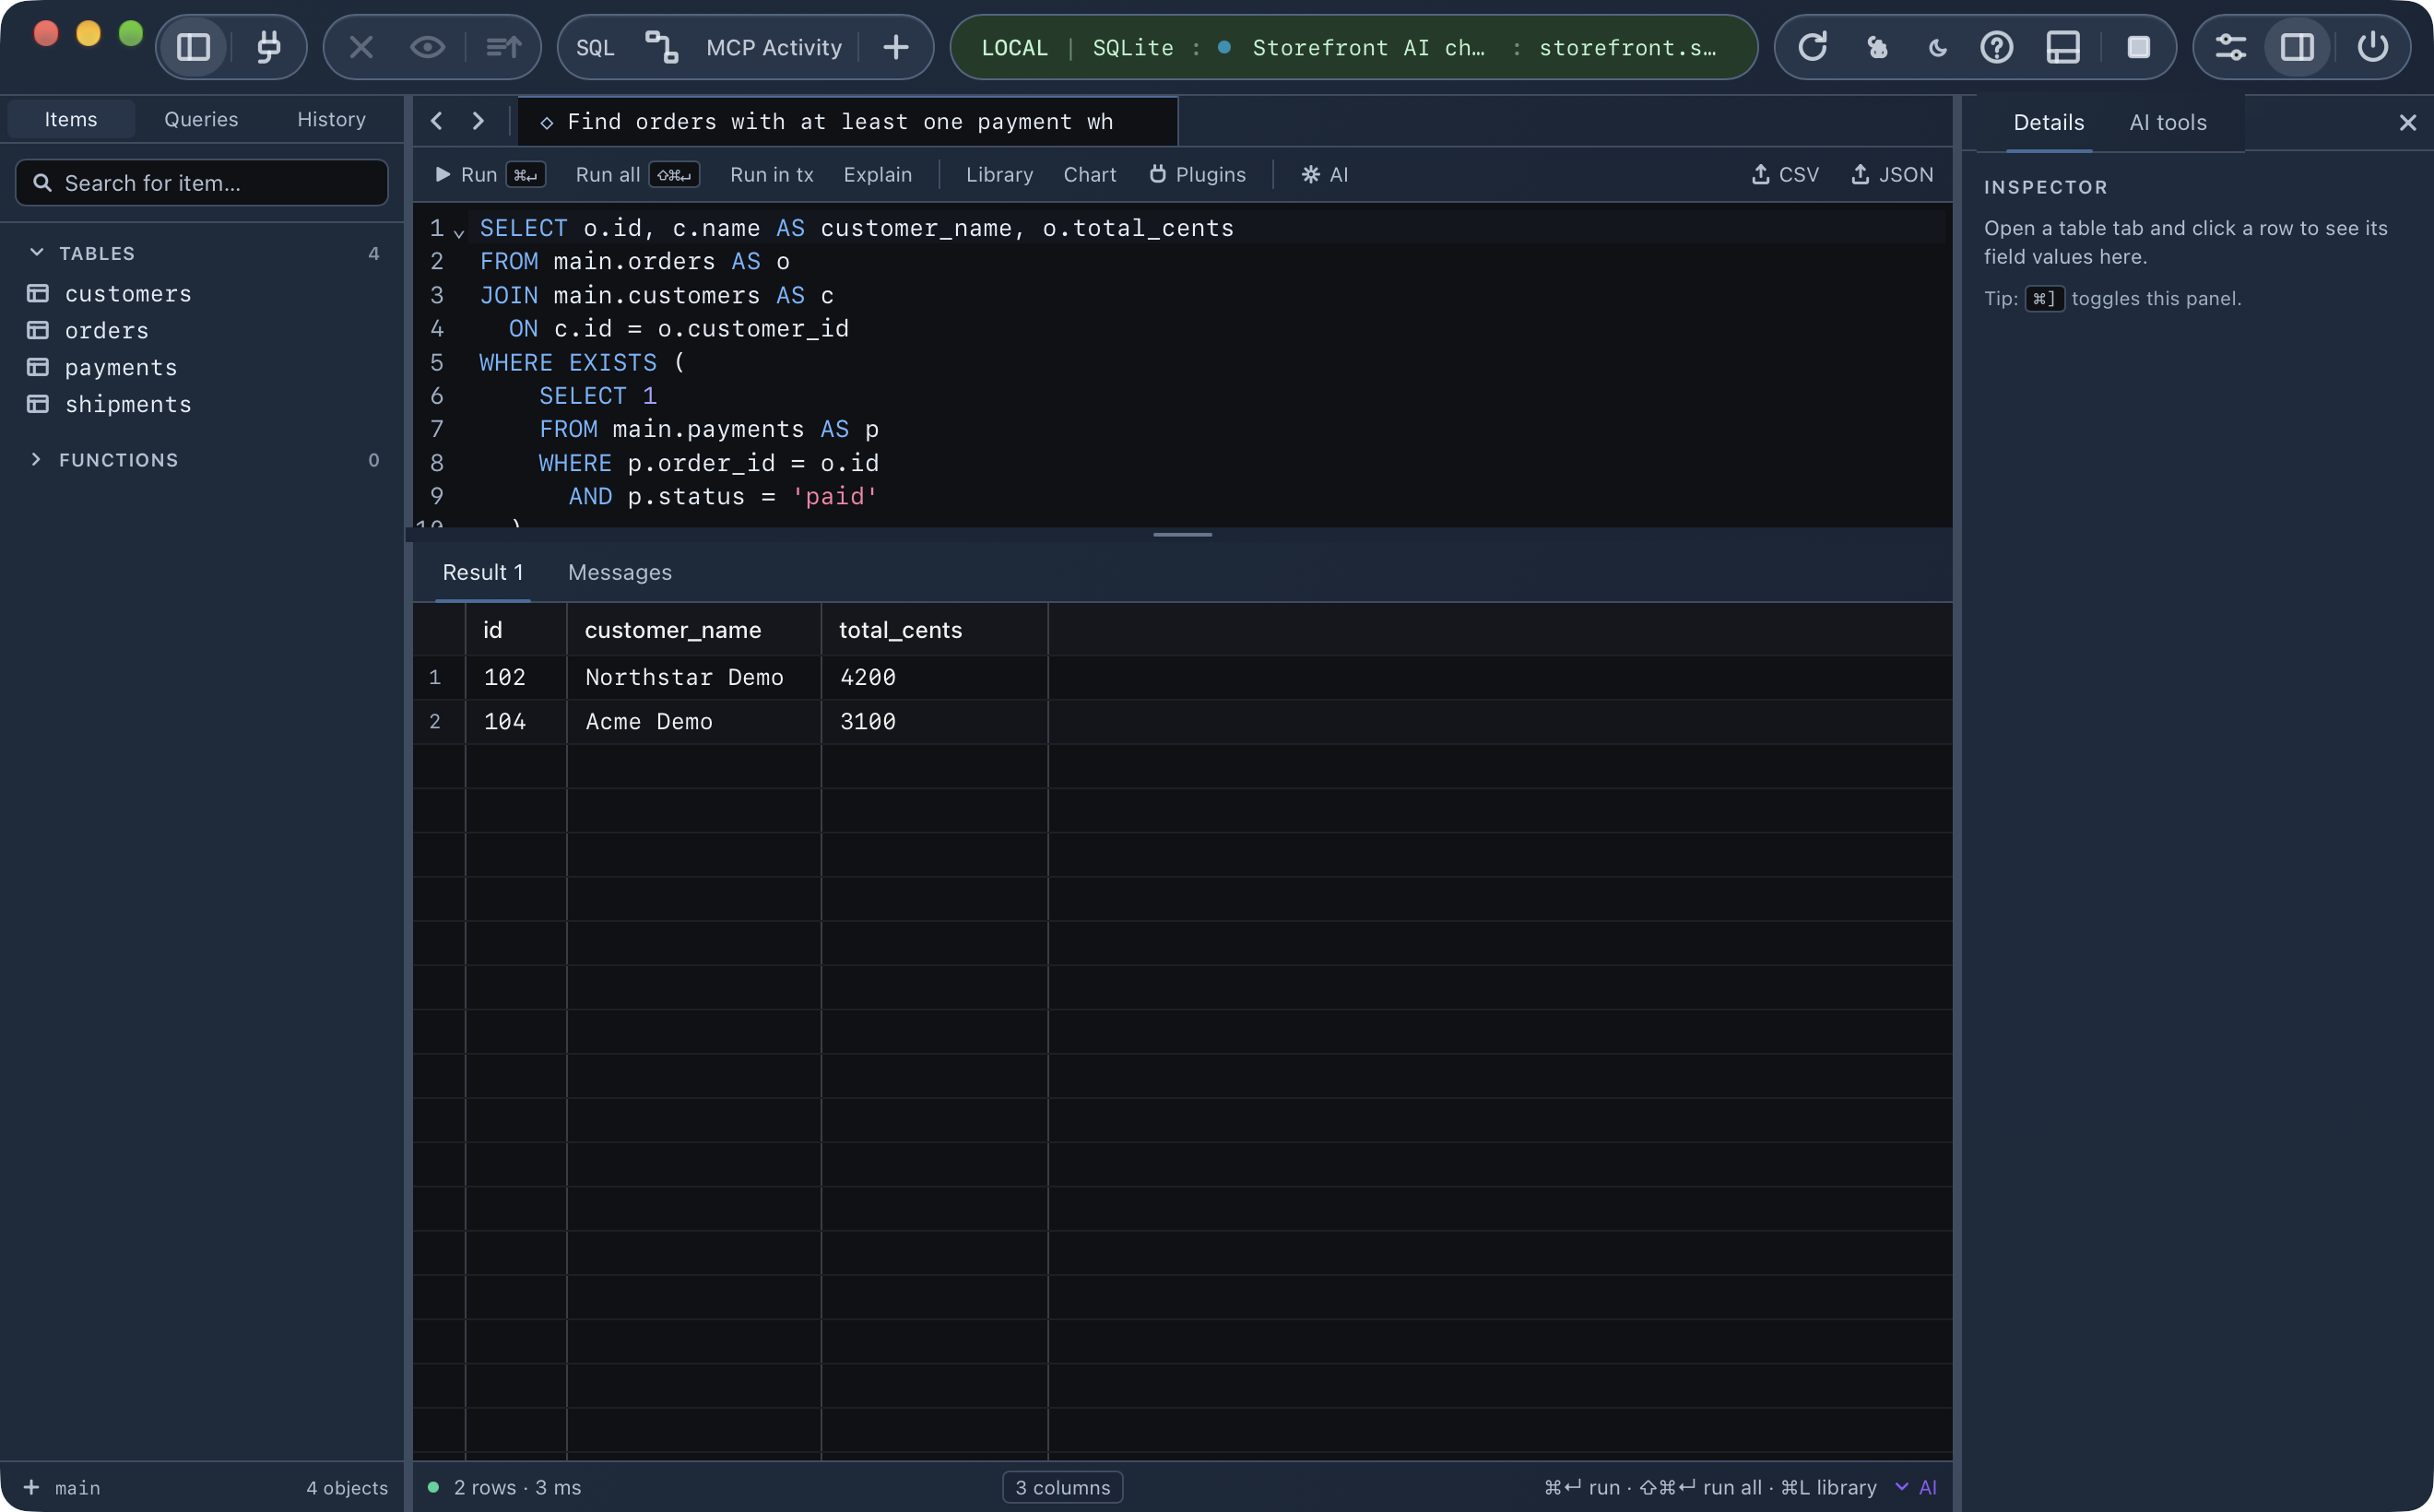 SQL MCP Activity LOCAL | SQLite : Storefront AI ch… : storefront.s…
Items Queries History
Search for item…
TABLES 4
customers
orders
payments
shipments
FUNCTIONS 0
main 4 objects
◇ Find orders with at least one payment wh
Run ⌘↵ Run all ⇧⌘↵ Run in tx Explain Library Chart Plugins AI CSV JSON
1 SELECT o.id, c.name AS customer_name, o.total_cents
2 FROM main.orders AS o
3 JOIN main.customers AS c
4 ON c.id = o.customer_id
5 WHERE EXISTS (
6 SELECT 1
7 FROM main.payments AS p
8 WHERE p.order_id = o.id
9 AND p.status = 'paid'
10 )
Result 1 Messages
id customer_name total_cents
1 102 Northstar Demo 4200
2 104 Acme Demo 3100
2 rows · 3 ms 3 columns ⌘↵ run · ⇧⌘↵ run all · ⌘L library AI
Details AI tools
INSPECTOR
Open a table tab and click a row to see its
field values here.
Tip: ⌘] toggles this panel.